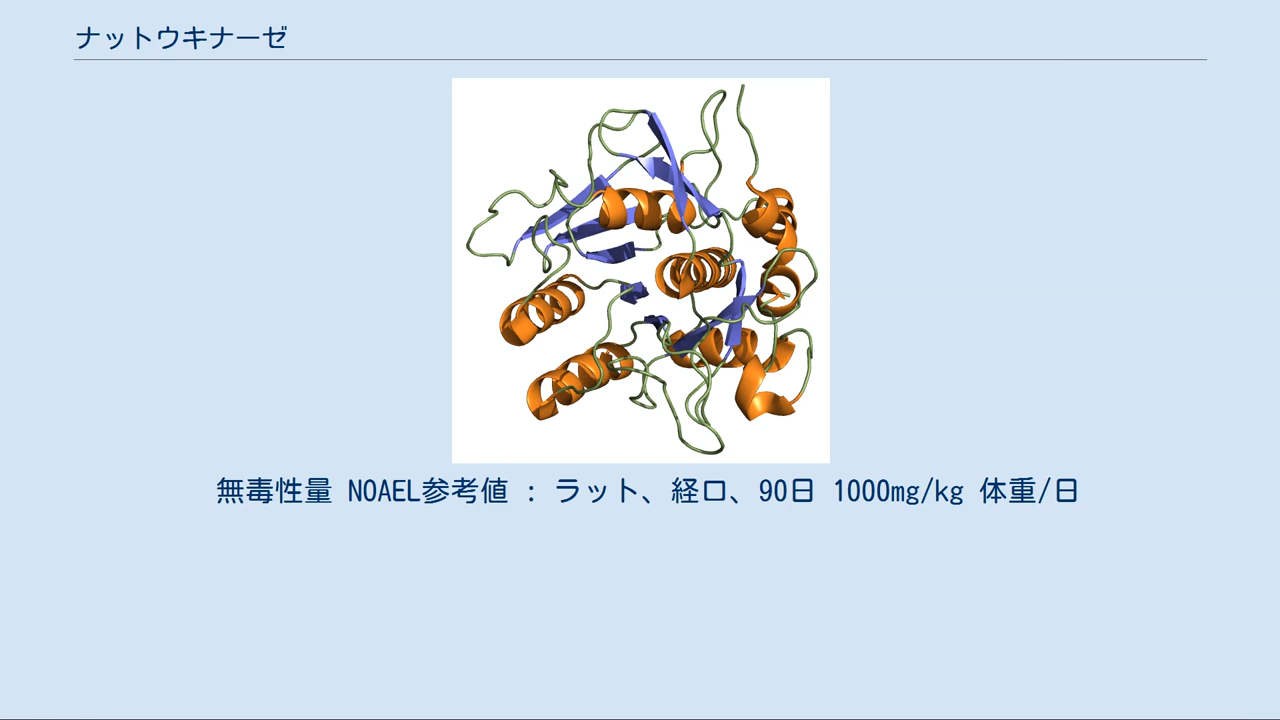 ナットウキナーゼ
無毒性量 NOAEL参考値 : ラット、経口、90日 1000mg/kg 体重/日